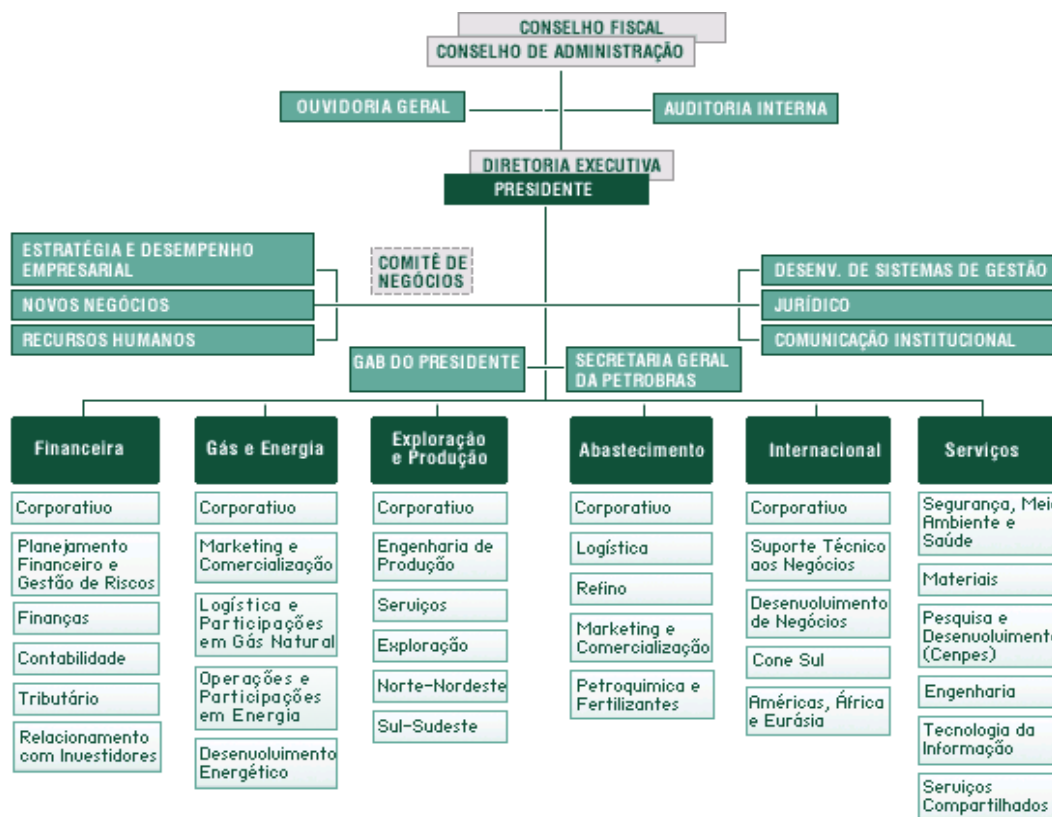 CONSELHO FISCAL
CONSELHO DE ADMINISTRAÇÃO
OUVIDORIA GERAL
AUDITORIA INTERNA
DIRETORIA EXECUTIVA
PRESIDENTE
ESTRATÉGIA E DESEMPENHO
EMPRESARIAL
NOVOS NEGÓCIOS
RECURSOS HUMANOS
COMITÊ DE
NEGÓCIOS
DESENV. DE SISTEMAS DE GESTÃO
JURÍDICO
COMUNICAÇÃO INSTITUCIONAL
GAB DO PRESIDENTE
SECRETARIA GERAL
DA PETROBRAS
Financeira
Corporativo
Planejamento
Financeiro e
Gestão de Riscos
Finanças
Contabilidade
Tributário
Relacionamento
com Investidores
Gás e Energia
Corporativo
Marketing e
Comercialização
Logística e
Participações
em Gás Natural
Operações e
Participações
em Energia
Desenvolvimento
Energético
Exploração
e Produção
Corporativo
Engenharia de
Produção
Serviços
Exploração
Norte-Nordeste
Sul-Sudeste
Abastecimento
Corporativo
Logística
Refino
Marketing e
Comercialização
Petroquimica e
Fertilizantes
Internacional
Corporativo
Suporte Técnico
aos Negócios
Desenvolvimento
de Negócios
Cone Sul
Américas, África
e Eurásia
Serviços
Segurança, Mei
Ambiente e
Saúde
Materiais
Pesquisa e
Desenvolvimento
(Cenpes)
Engenharia
Tecnologia da
Informação
Serviços
Compartilhados